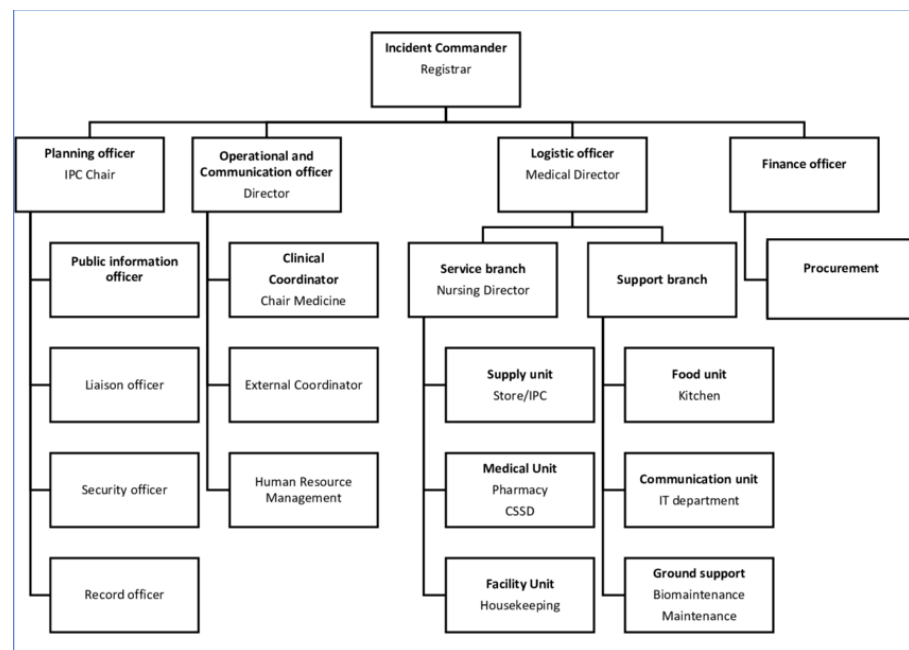 Incident Commander
Registrar
Planning officer
IPC Chair
Operational and
Communication officer
Director
Logistic officer
Medical Director
Finance officer
Public information
officer
Clinical
Coordinator
Chair Medicine
Service branch
Nursing Director
Support branch
Procurement
Liaison officer
External Coordinator
Supply unit
Store/IPC
Food unit
Kitchen
Security officer
Human Resource
Management
Medical Unit
Pharmacy
CSSD
Communication unit
IT department
Record officer
Facility Unit
Housekeeping
Ground support
Biomaintenance
Maintenance